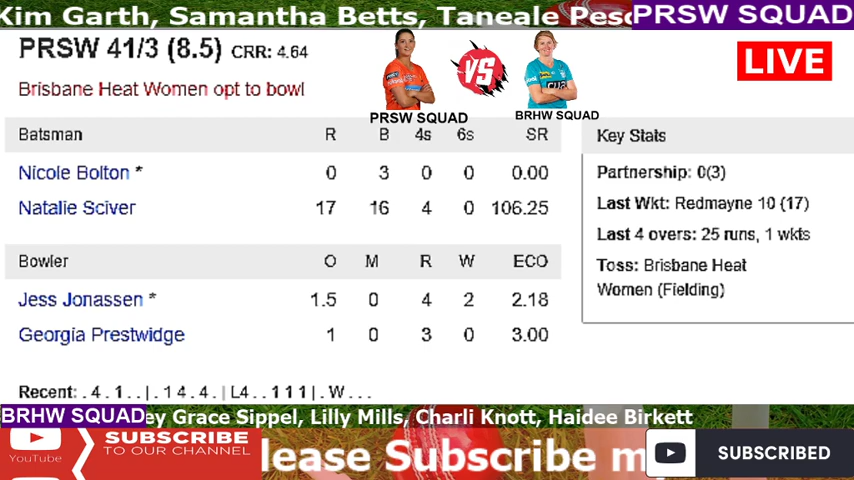 Kim Garth, Samantha Betts, Taneale
PRSW SQUAD
PRSW 41/3 (8.5) CRR: 4.64
Brisbane Heat Women opt to bowl
VS
LIVE
PRSW SQUAD
BRHW SQUAD
Batsman R B 4s 6s SR
Nicole Bolton * 0 3 0 0 0.00
Natalie Sciver 17 16 4 0 106.25
Bowler O M R W ECO
Jess Jonassen * 1.5 0 4 2 2.18
Georgia Prestwidge 1 0 3 0 3.00
Key Stats
Partnership: 0(3)
Last Wkt: Redmayne 10 (17)
Last 4 overs: 25 runs, 1 wkts
Toss: Brisbane Heat
Women (Fielding)
Recent: . 4 . 1 . . | . 1 4 . 4 . | L4 . . 1 1 1 | . W . . .
BRHW SQUAD
ey Grace Sippel, Lilly Mills, Charli Knott, Haidee Birkett
YouTube
SUBSCRIBE
TO OUR CHANNEL
lease Subscribe m
SUBSCRIBED